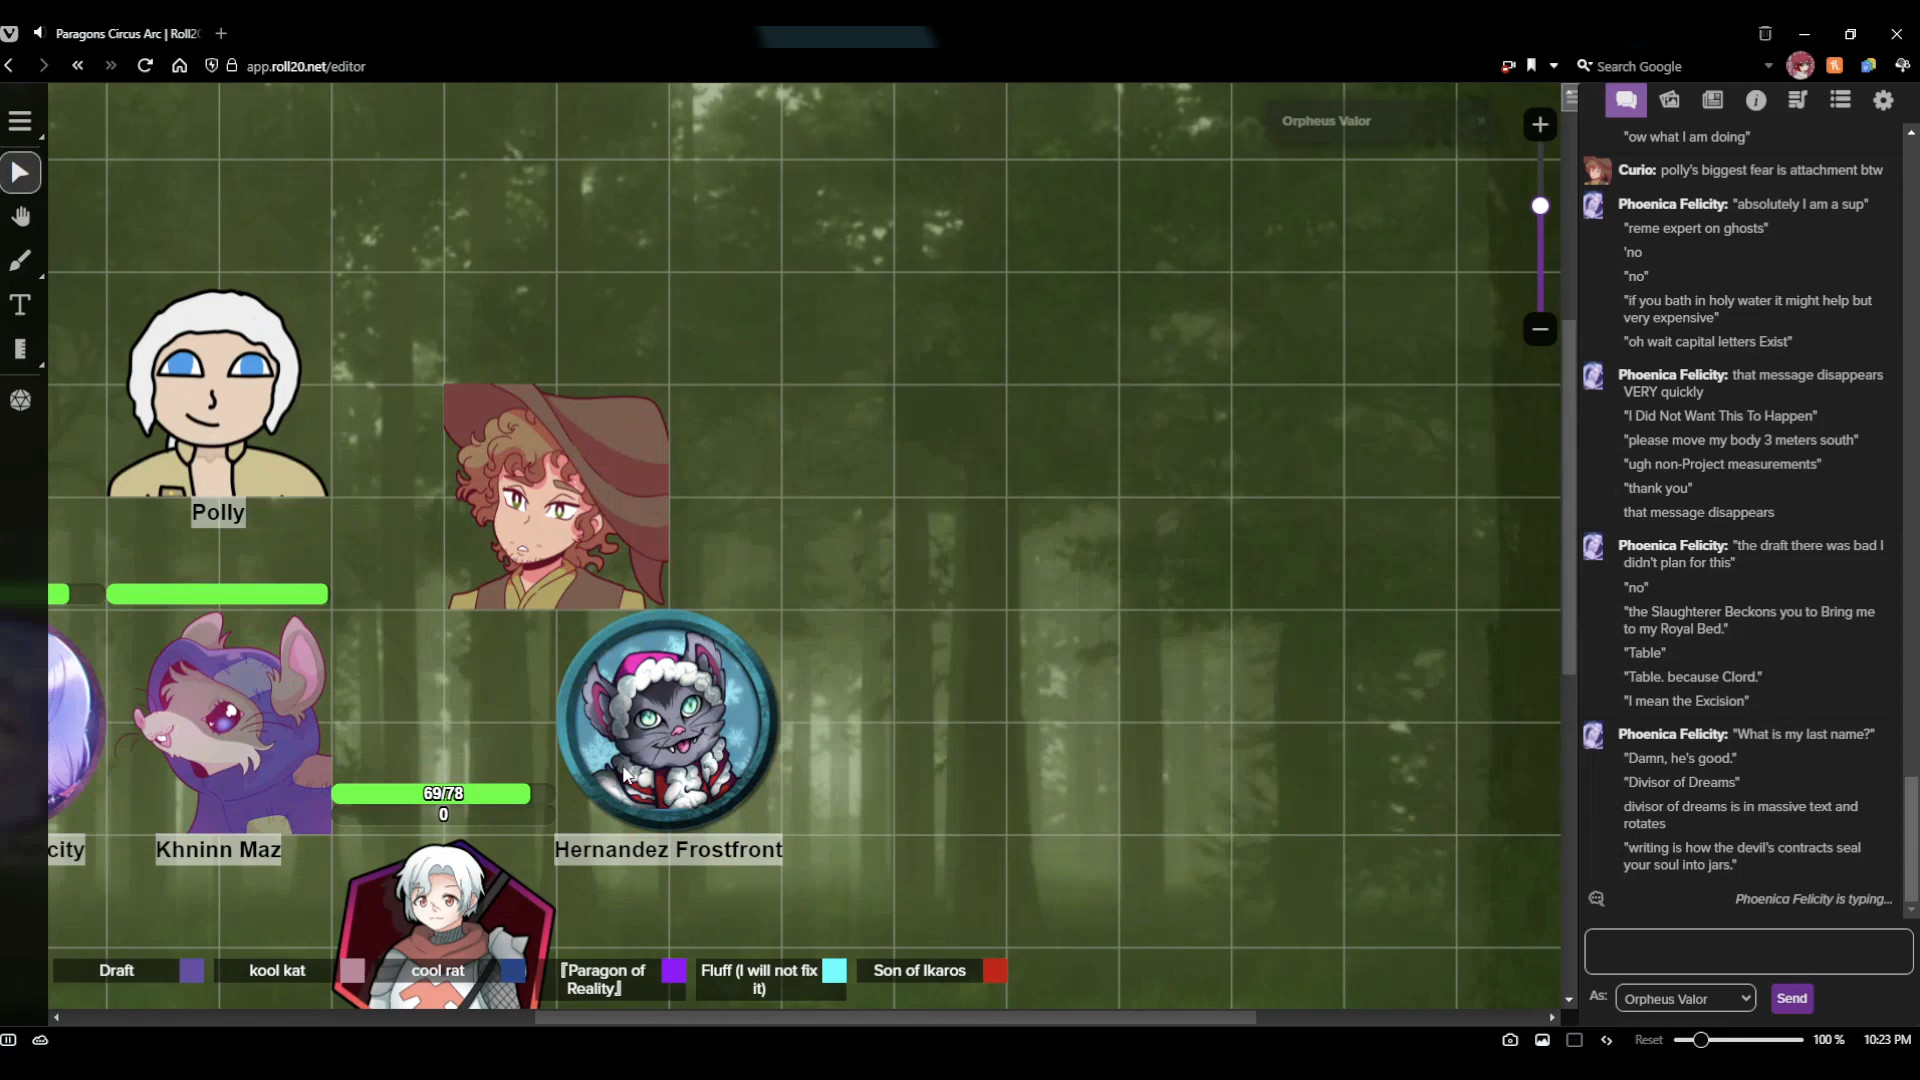 Paragons Circus Arc | Roll20
app.roll20.net/editor
Search Google
Orpheus Valor
Polly
city
Khninn Maz
69/78
0
Hernandez Frostfront
Draft
kool kat
cool rat
『Paragon of
Reality』
Fluff (I will not fix
it)
Son of Ikaros
"ow what I am doing"
Curio: polly's biggest fear is attachment btw
Phoenica Felicity: "absolutely I am a sup"
"reme expert on ghosts"
'no
"no"
"if you bath in holy water it might help but
very expensive"
"oh wait capital letters Exist"
Phoenica Felicity: that message disappears
VERY quickly
"I Did Not Want This To Happen"
"please move my body 3 meters south"
"ugh non-Project measurements"
"thank you"
that message disappears
Phoenica Felicity: "the draft there was bad I
didn't plan for this"
"no"
"the Slaughterer Beckons you to Bring me
to my Royal Bed."
"Table"
"Table. because Clord."
"I mean the Excision"
Phoenica Felicity: "What is my last name?"
"Damn, he's good."
"Divisor of Dreams"
divisor of dreams is in massive text and
rotates
"writing is how the devil's contracts seal
your soul into jars."
Phoenica Felicity is typing...
As:
Orpheus Valor
Send
Reset
100 %
10:23 PM